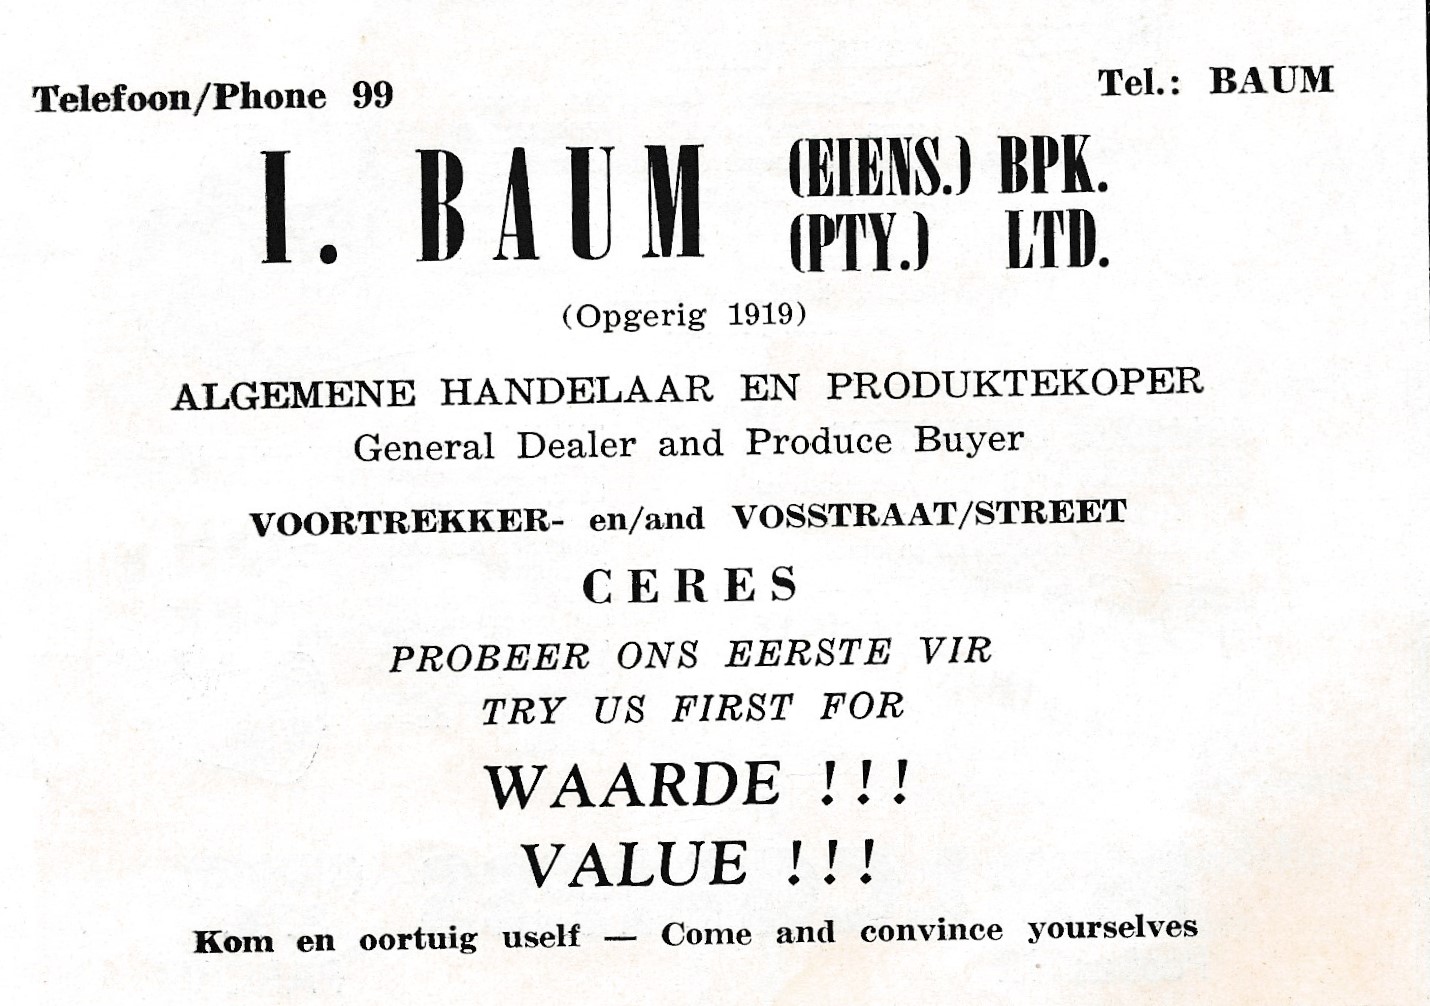 Telefoon/Phone 99 Tel.: BAUM
I. BAUM (EIENS.) BPK.
(PTY.) LTD.
(Opgerig 1919)
ALGEMENE HANDELAAR EN PRODUKTEKOPER
General Dealer and Produce Buyer
VOORTREKKER- en/and VOSSTRAAT/STREET
CERES
PROBEER ONS EERSTE VIR
TRY US FIRST FOR
WAARDE !!!
VALUE !!!
Kom en oortuig uself — Come and convince yourselves